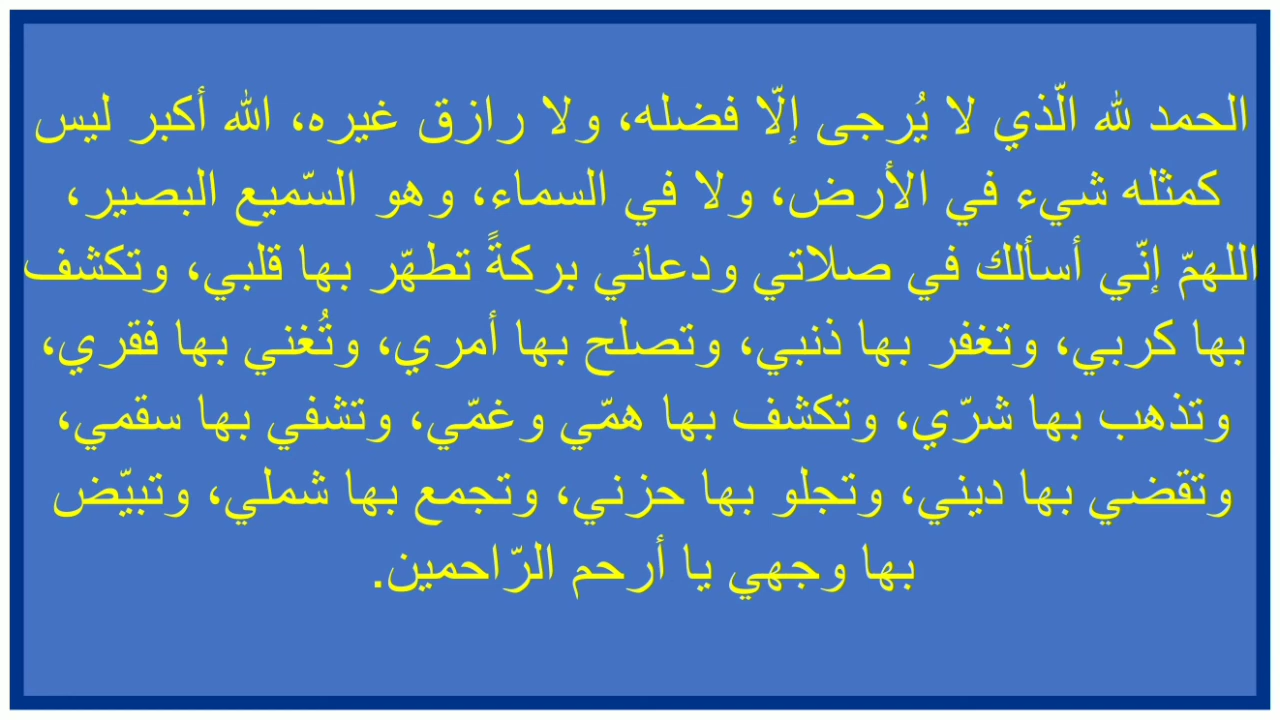 الحمد لله الّذي لا يُرجى إلّا فضله، ولا رازق غيره، الله أكبر ليس
كمثله شيء في الأرض، ولا في السماء، وهو السّميع البصير،
اللهمّ إنّي أسألك في صلاتي ودعائي بركةً تطهّر بها قلبي، وتكشف
بها كربي، وتغفر بها ذنبي، وتصلح بها أمري، وتُغني بها فقري،
وتذهب بها شرّي، وتكشف بها همّي وغمّي، وتشفي بها سقمي،
وتقضي بها ديني، وتجلو بها حزني، وتجمع بها شملي، وتبيّض
بها وجهي يا أرحم الرّاحمين.